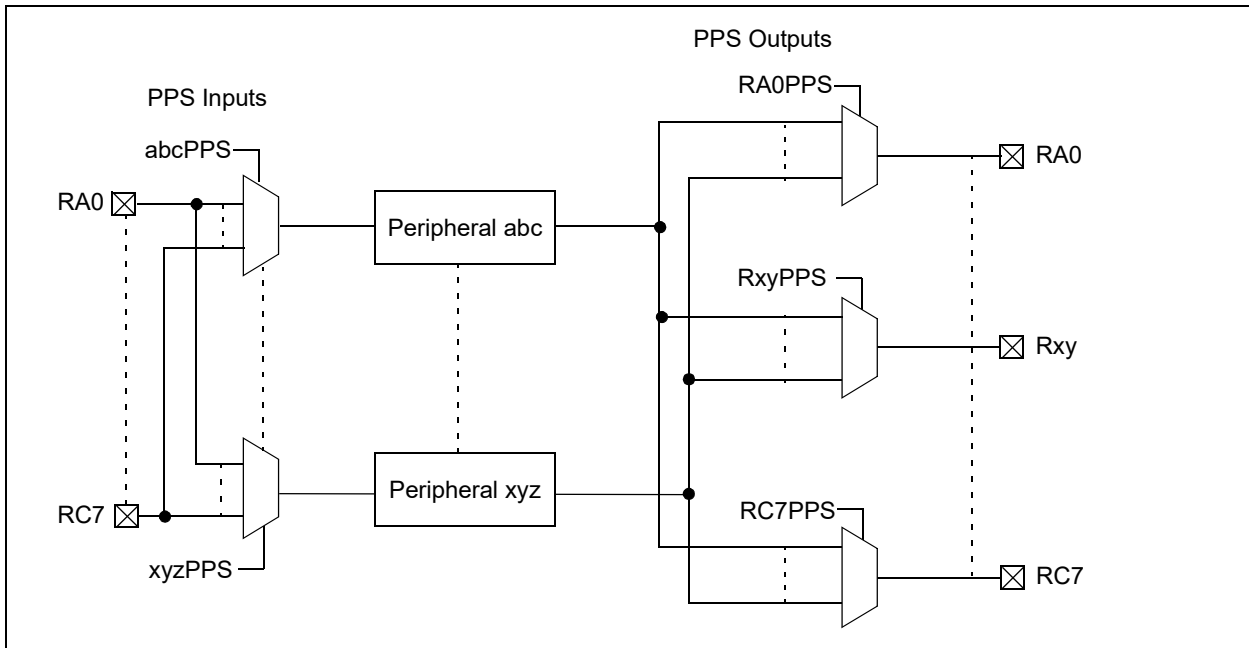 PPS Outputs
RA0PPS
PPS Inputs
abcPPS
RA0
RA0
Peripheral abc
RxyPPS
Rxy
Peripheral xyz
RC7PPS
RC7
xyzPPS
RC7